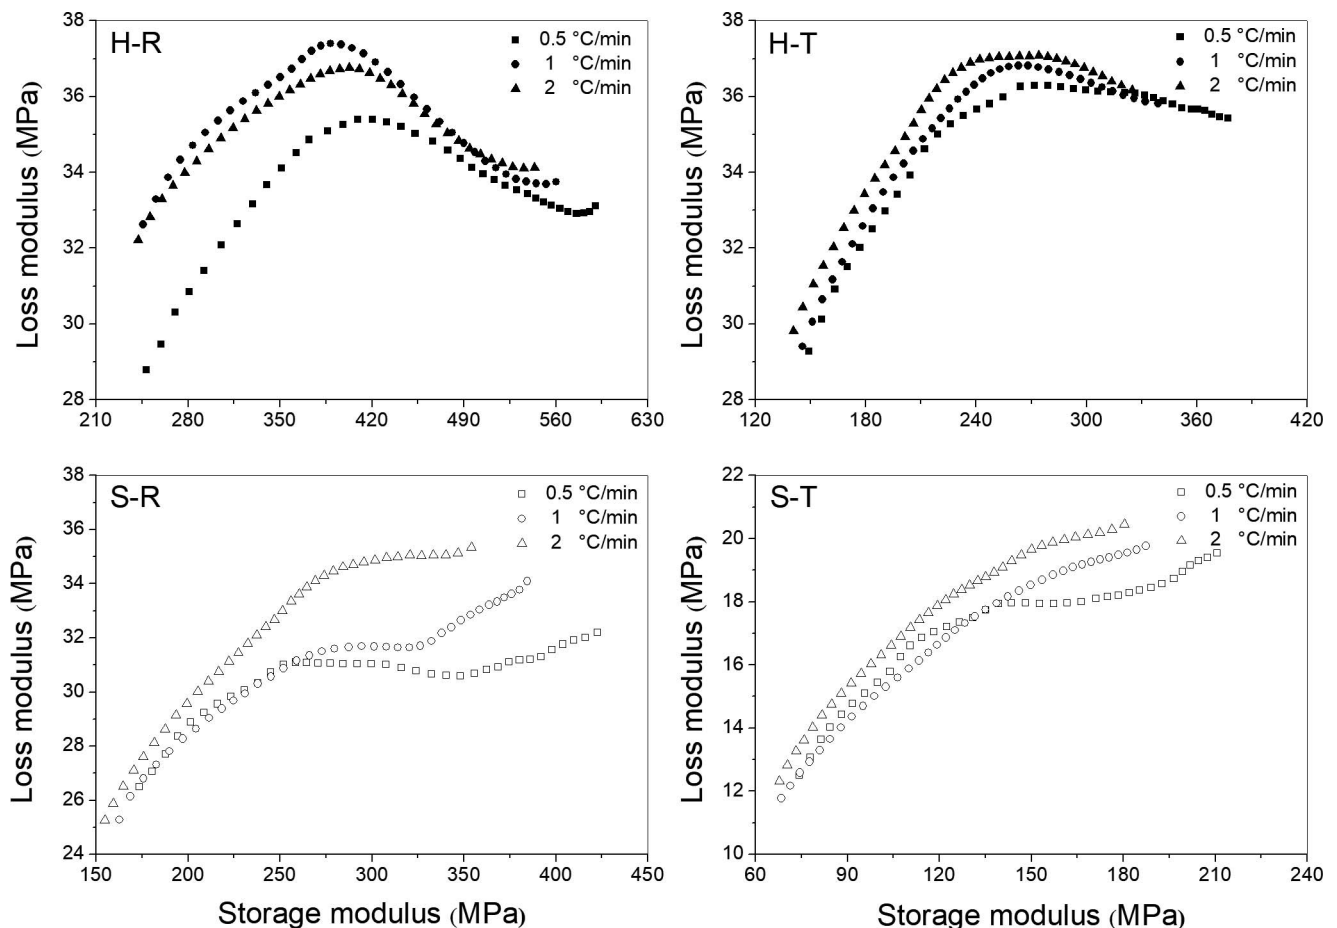 H-R
0.5 °C/min
1 °C/min
2 °C/min
Loss modulus (MPa)
38
36
34
32
30
28
210 280 350 420 490 560 630
H-T
0.5 °C/min
1 °C/min
2 °C/min
Loss modulus (MPa)
38
36
34
32
30
28
120 180 240 300 360 420
S-R
0.5 °C/min
1 °C/min
2 °C/min
Loss modulus (MPa)
38
36
34
32
30
28
26
24
150 200 250 300 350 400 450
Storage modulus (MPa)
S-T
0.5 °C/min
1 °C/min
2 °C/min
Loss modulus (MPa)
22
20
18
16
14
12
10
60 90 120 150 180 210 240
Storage modulus (MPa)